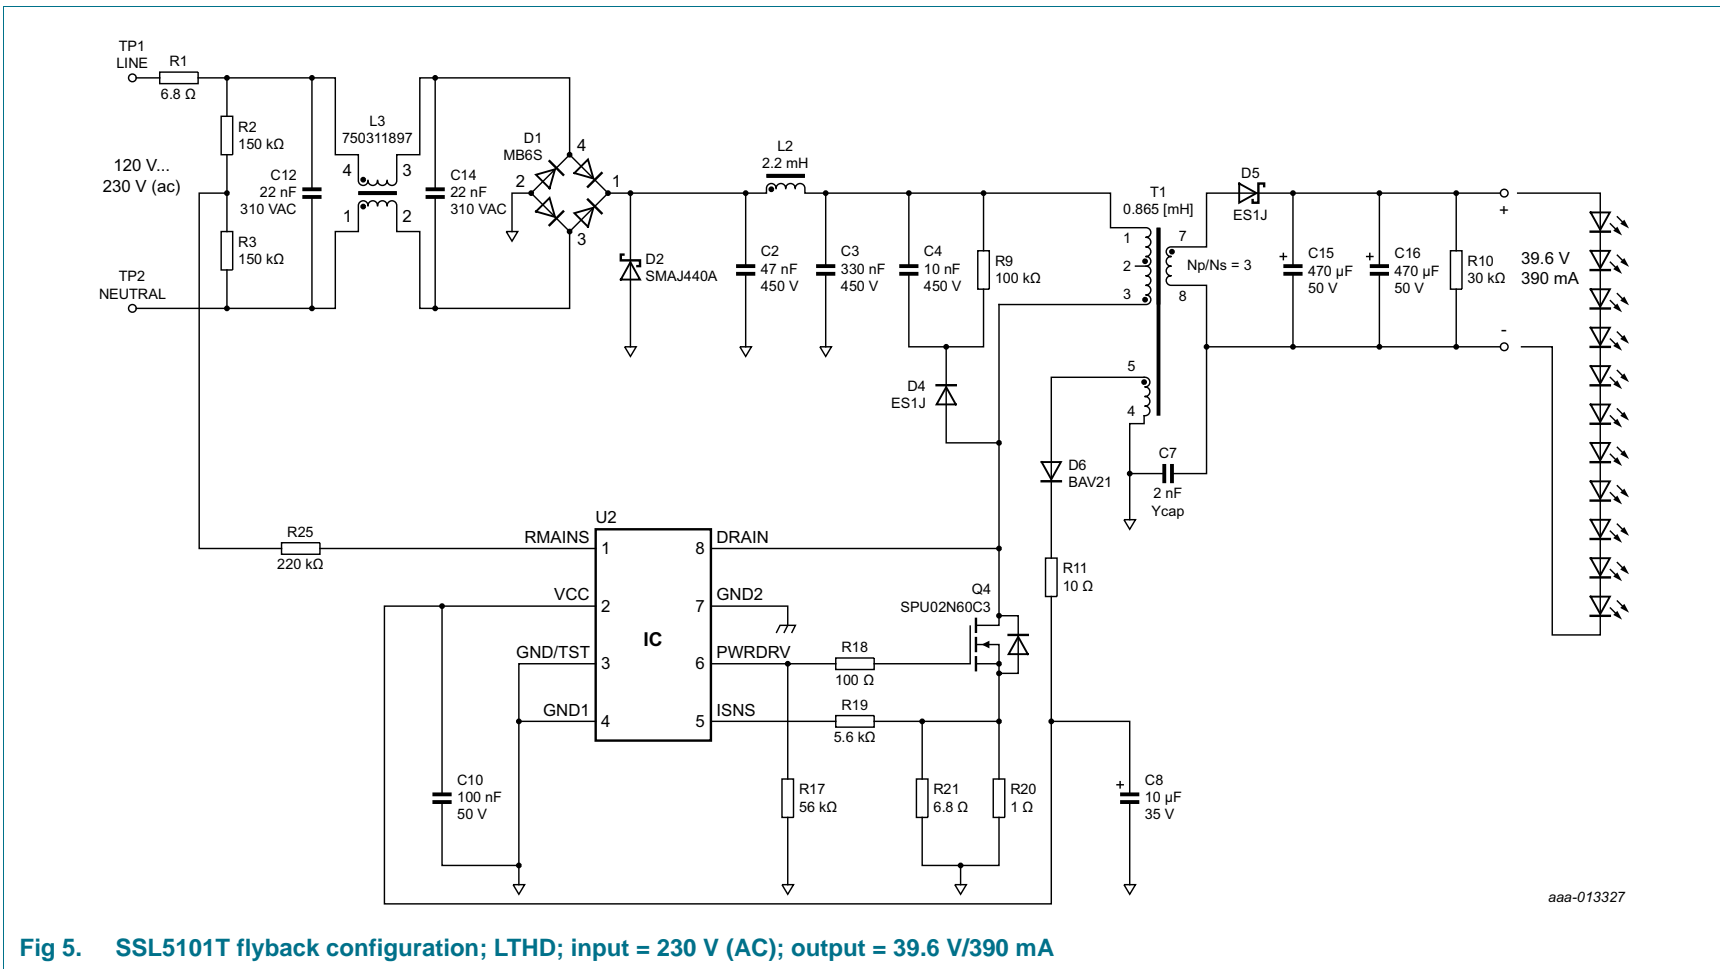 TP1
LINE
R1
6.8 Ω
R2
150 kΩ
120 V...
230 V (ac)
R3
150 kΩ
TP2
NEUTRAL
C12
22 nF
310 VAC
L3
750311897
4
3
1
2
C14
22 nF
310 VAC
D1
MB6S
4
2
1
3
D2
SMAJ440A
L2
2.2 mH
C2
47 nF
450 V
C3
330 nF
450 V
C4
10 nF
450 V
R9
100 kΩ
D4
ES1J
T1
0.865 [mH]
1
2
3
7
8
Np/Ns = 3
5
4
D5
ES1J
+
C15
470 µF
50 V
+
C16
470 µF
50 V
R10
30 kΩ
+
39.6 V
390 mA
-
D6
BAV21
C7
2 nF
Ycap
R25
220 kΩ
U2
RMAINS
1
8
DRAIN
VCC
2
7
GND2
IC
GND/TST
3
6
PWRDRV
GND1
4
5
ISNS
R18
100 Ω
R19
5.6 kΩ
Q4
SPU02N60C3
R11
10 Ω
C10
100 nF
50 V
R17
56 kΩ
R21
6.8 Ω
R20
1 Ω
+
C8
10 µF
35 V
aaa-013327
Fig 5. SSL5101T flyback configuration; LTHD; input = 230 V (AC); output = 39.6 V/390 mA